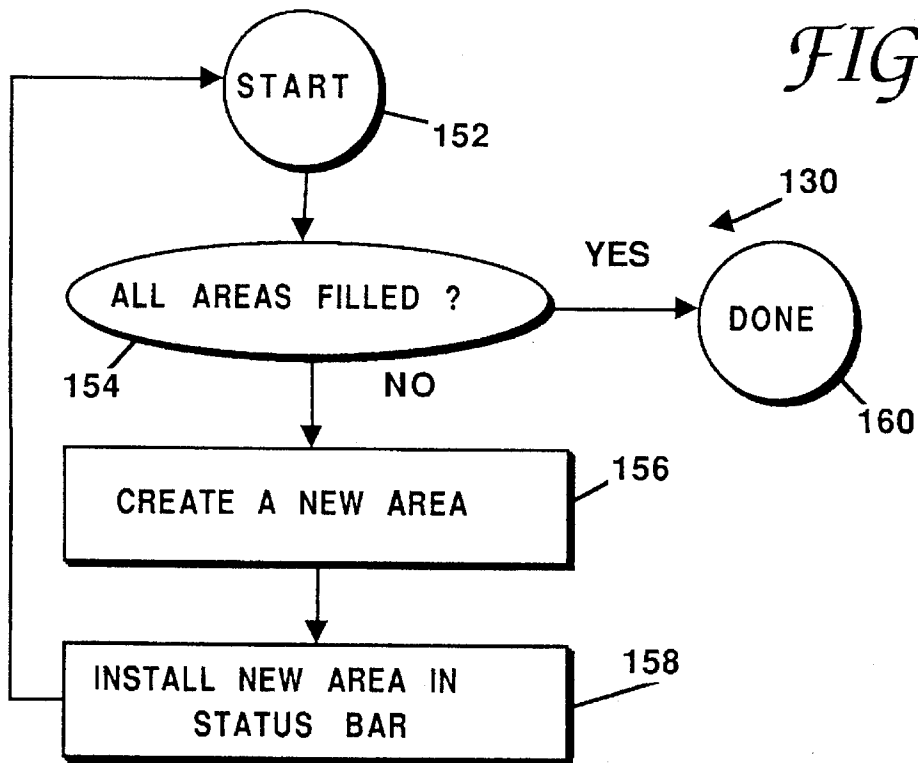 FIG
START
152
130
YES
ALL AREAS FILLED ?
DONE
154
NO
160
156
CREATE A NEW AREA
158
INSTALL NEW AREA IN
STATUS BAR